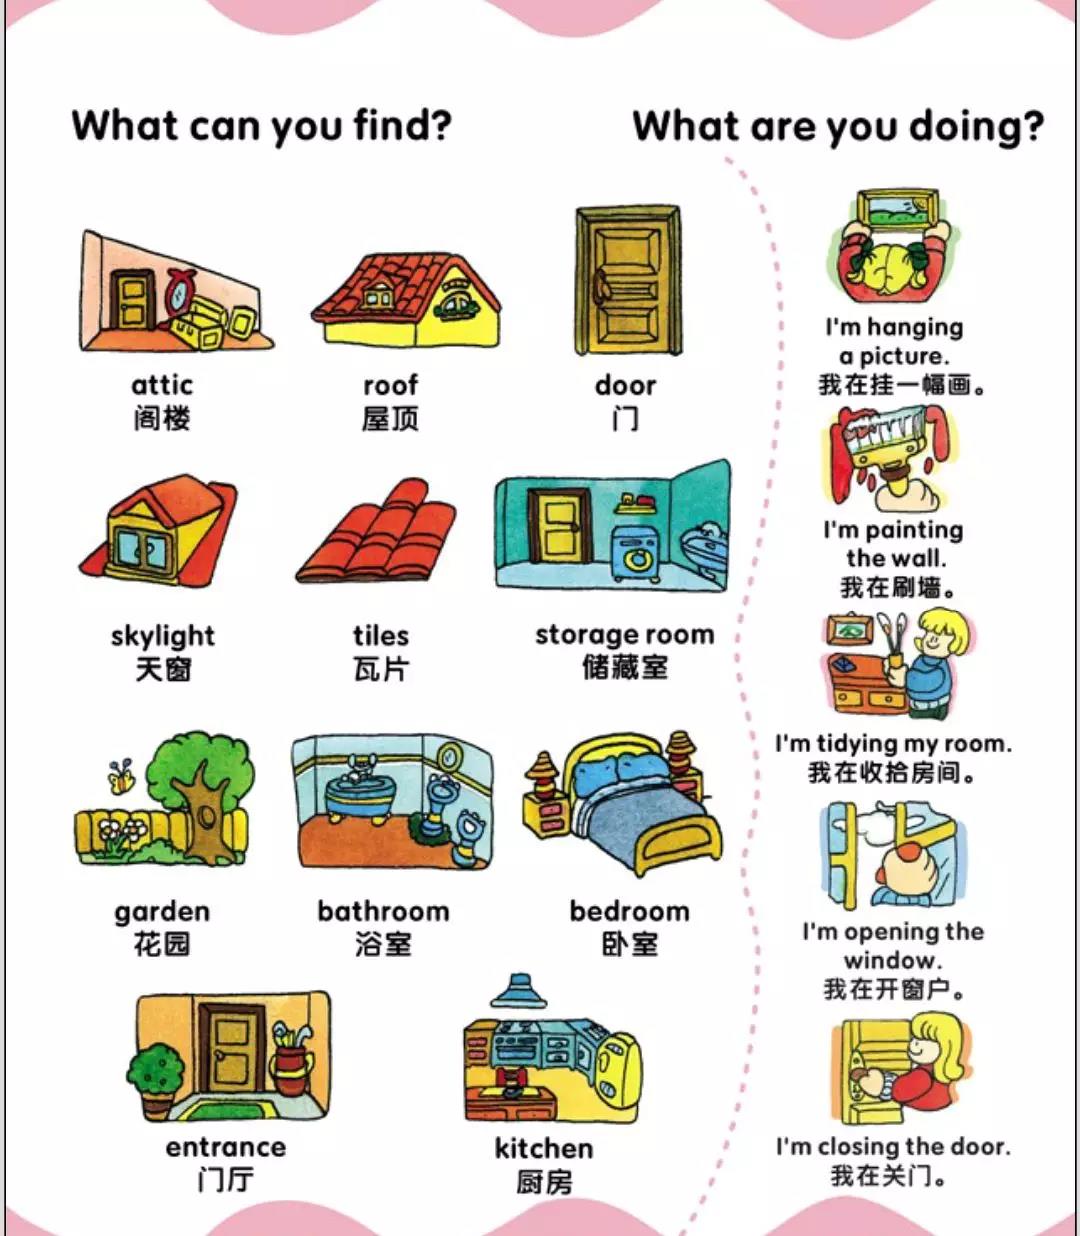 What can you find?
attic
阁楼
roof
屋顶
door
门
skylight
天窗
tiles
瓦片
storage room
储藏室
garden
花园
bathroom
浴室
bedroom
卧室
entrance
门厅
kitchen
厨房
What are you doing?
I'm hanging
a picture.
我在挂一幅画。
I'm painting
the wall.
我在刷墙。
I'm tidying my room.
我在收拾房间。
I'm opening the
window.
我在开窗户。
I'm closing the door.
我在关门。